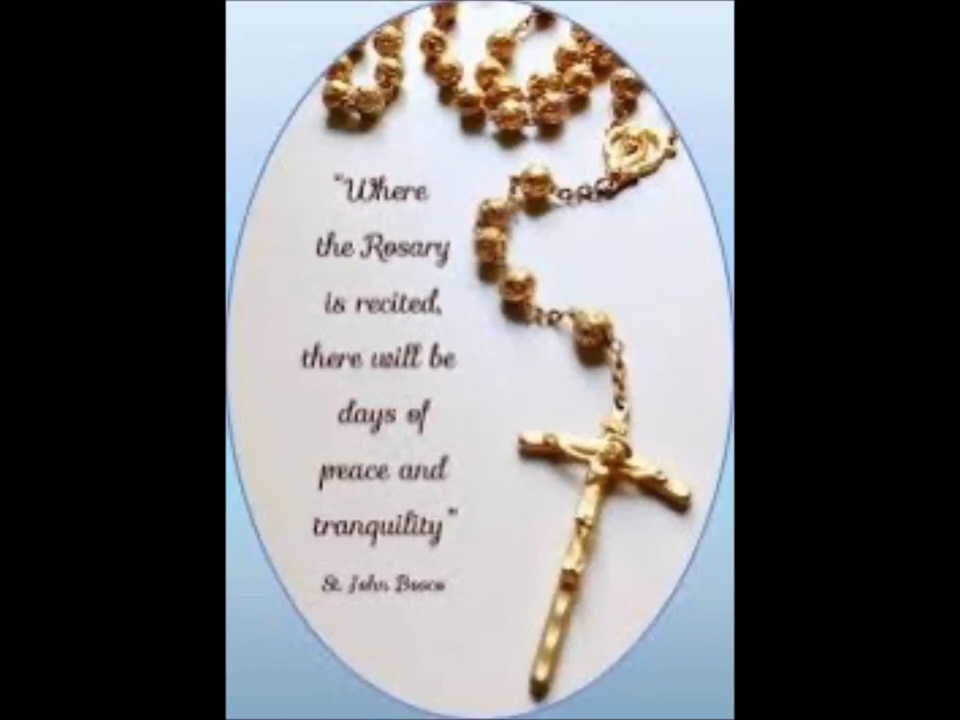 "Where
the Rosary
is recited,
there will be
days of
peace and
tranquility"
St. John Bosco